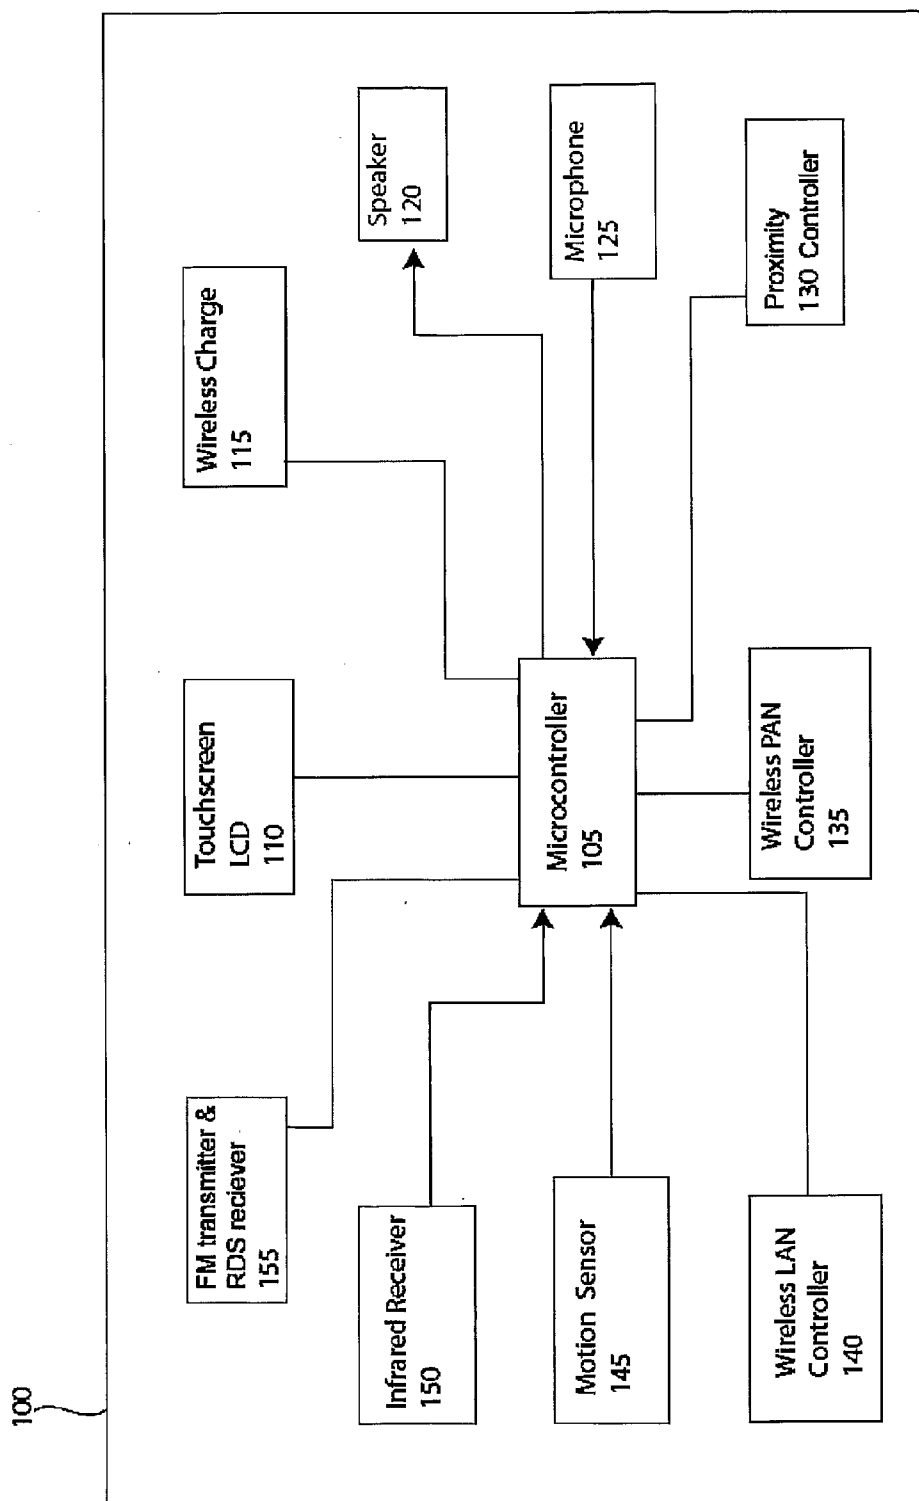 100
FM transmitter &
RDS reciever
155
Touchscreen
LCD
110
Wireless Charge
115
Speaker
120
Infrared Receiver
150
Microcontroller
105
Microphone
125
Motion Sensor
145
Wireless LAN
Controller
140
Wireless PAN
Controller
135
Proximity
130 Controller